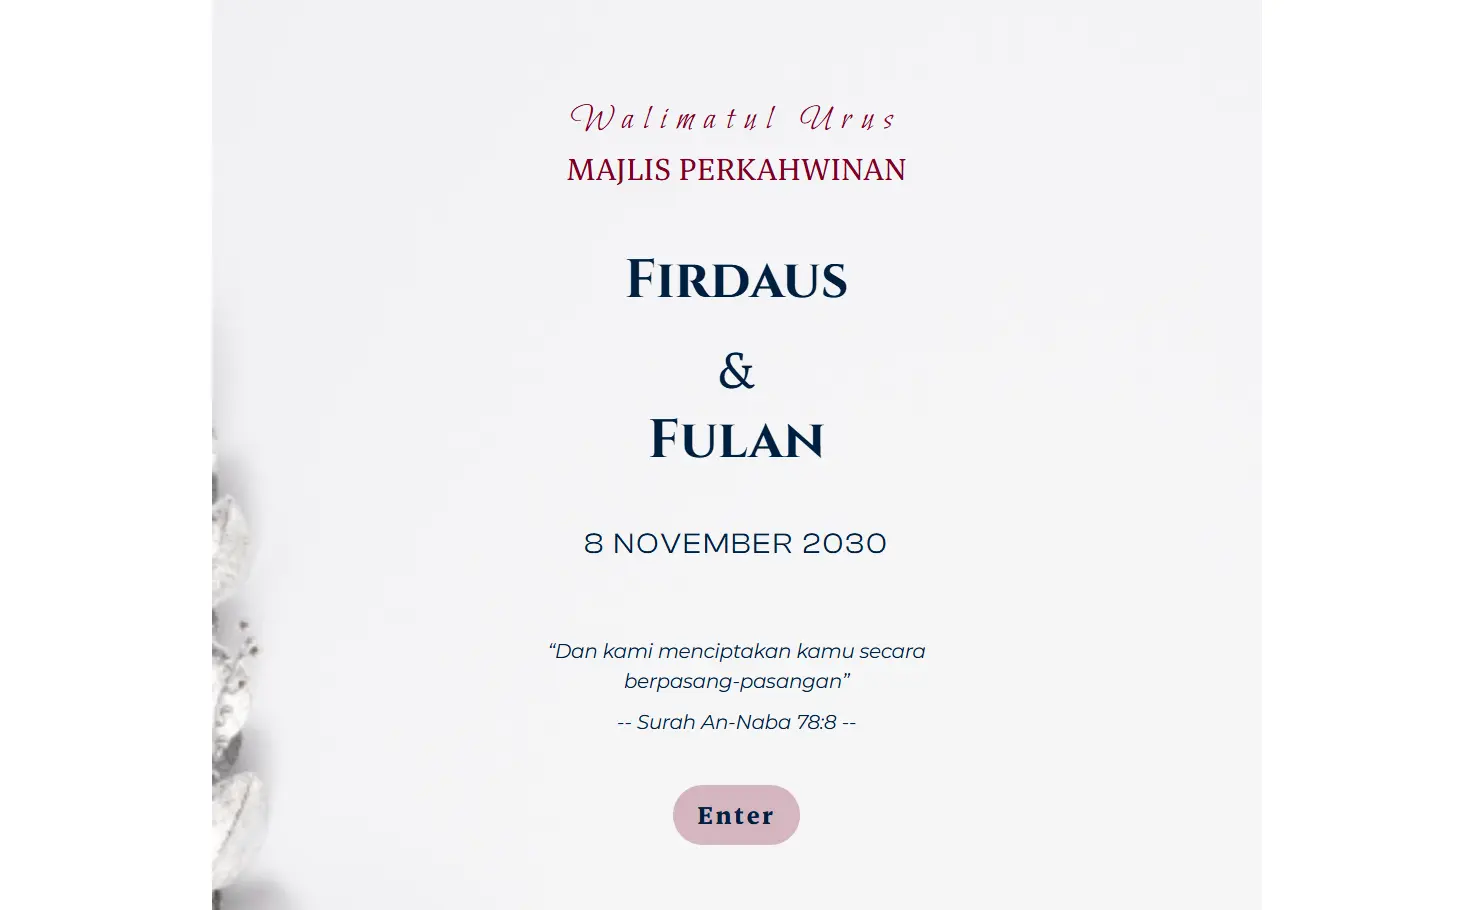 Walimatul Urus
MAJLIS PERKAHWINAN
Firdaus
&
Fulan
8 NOVEMBER 2030
“Dan kami menciptakan kamu secara
berpasang-pasangan”
-- Surah An-Naba 78:8 --
Enter